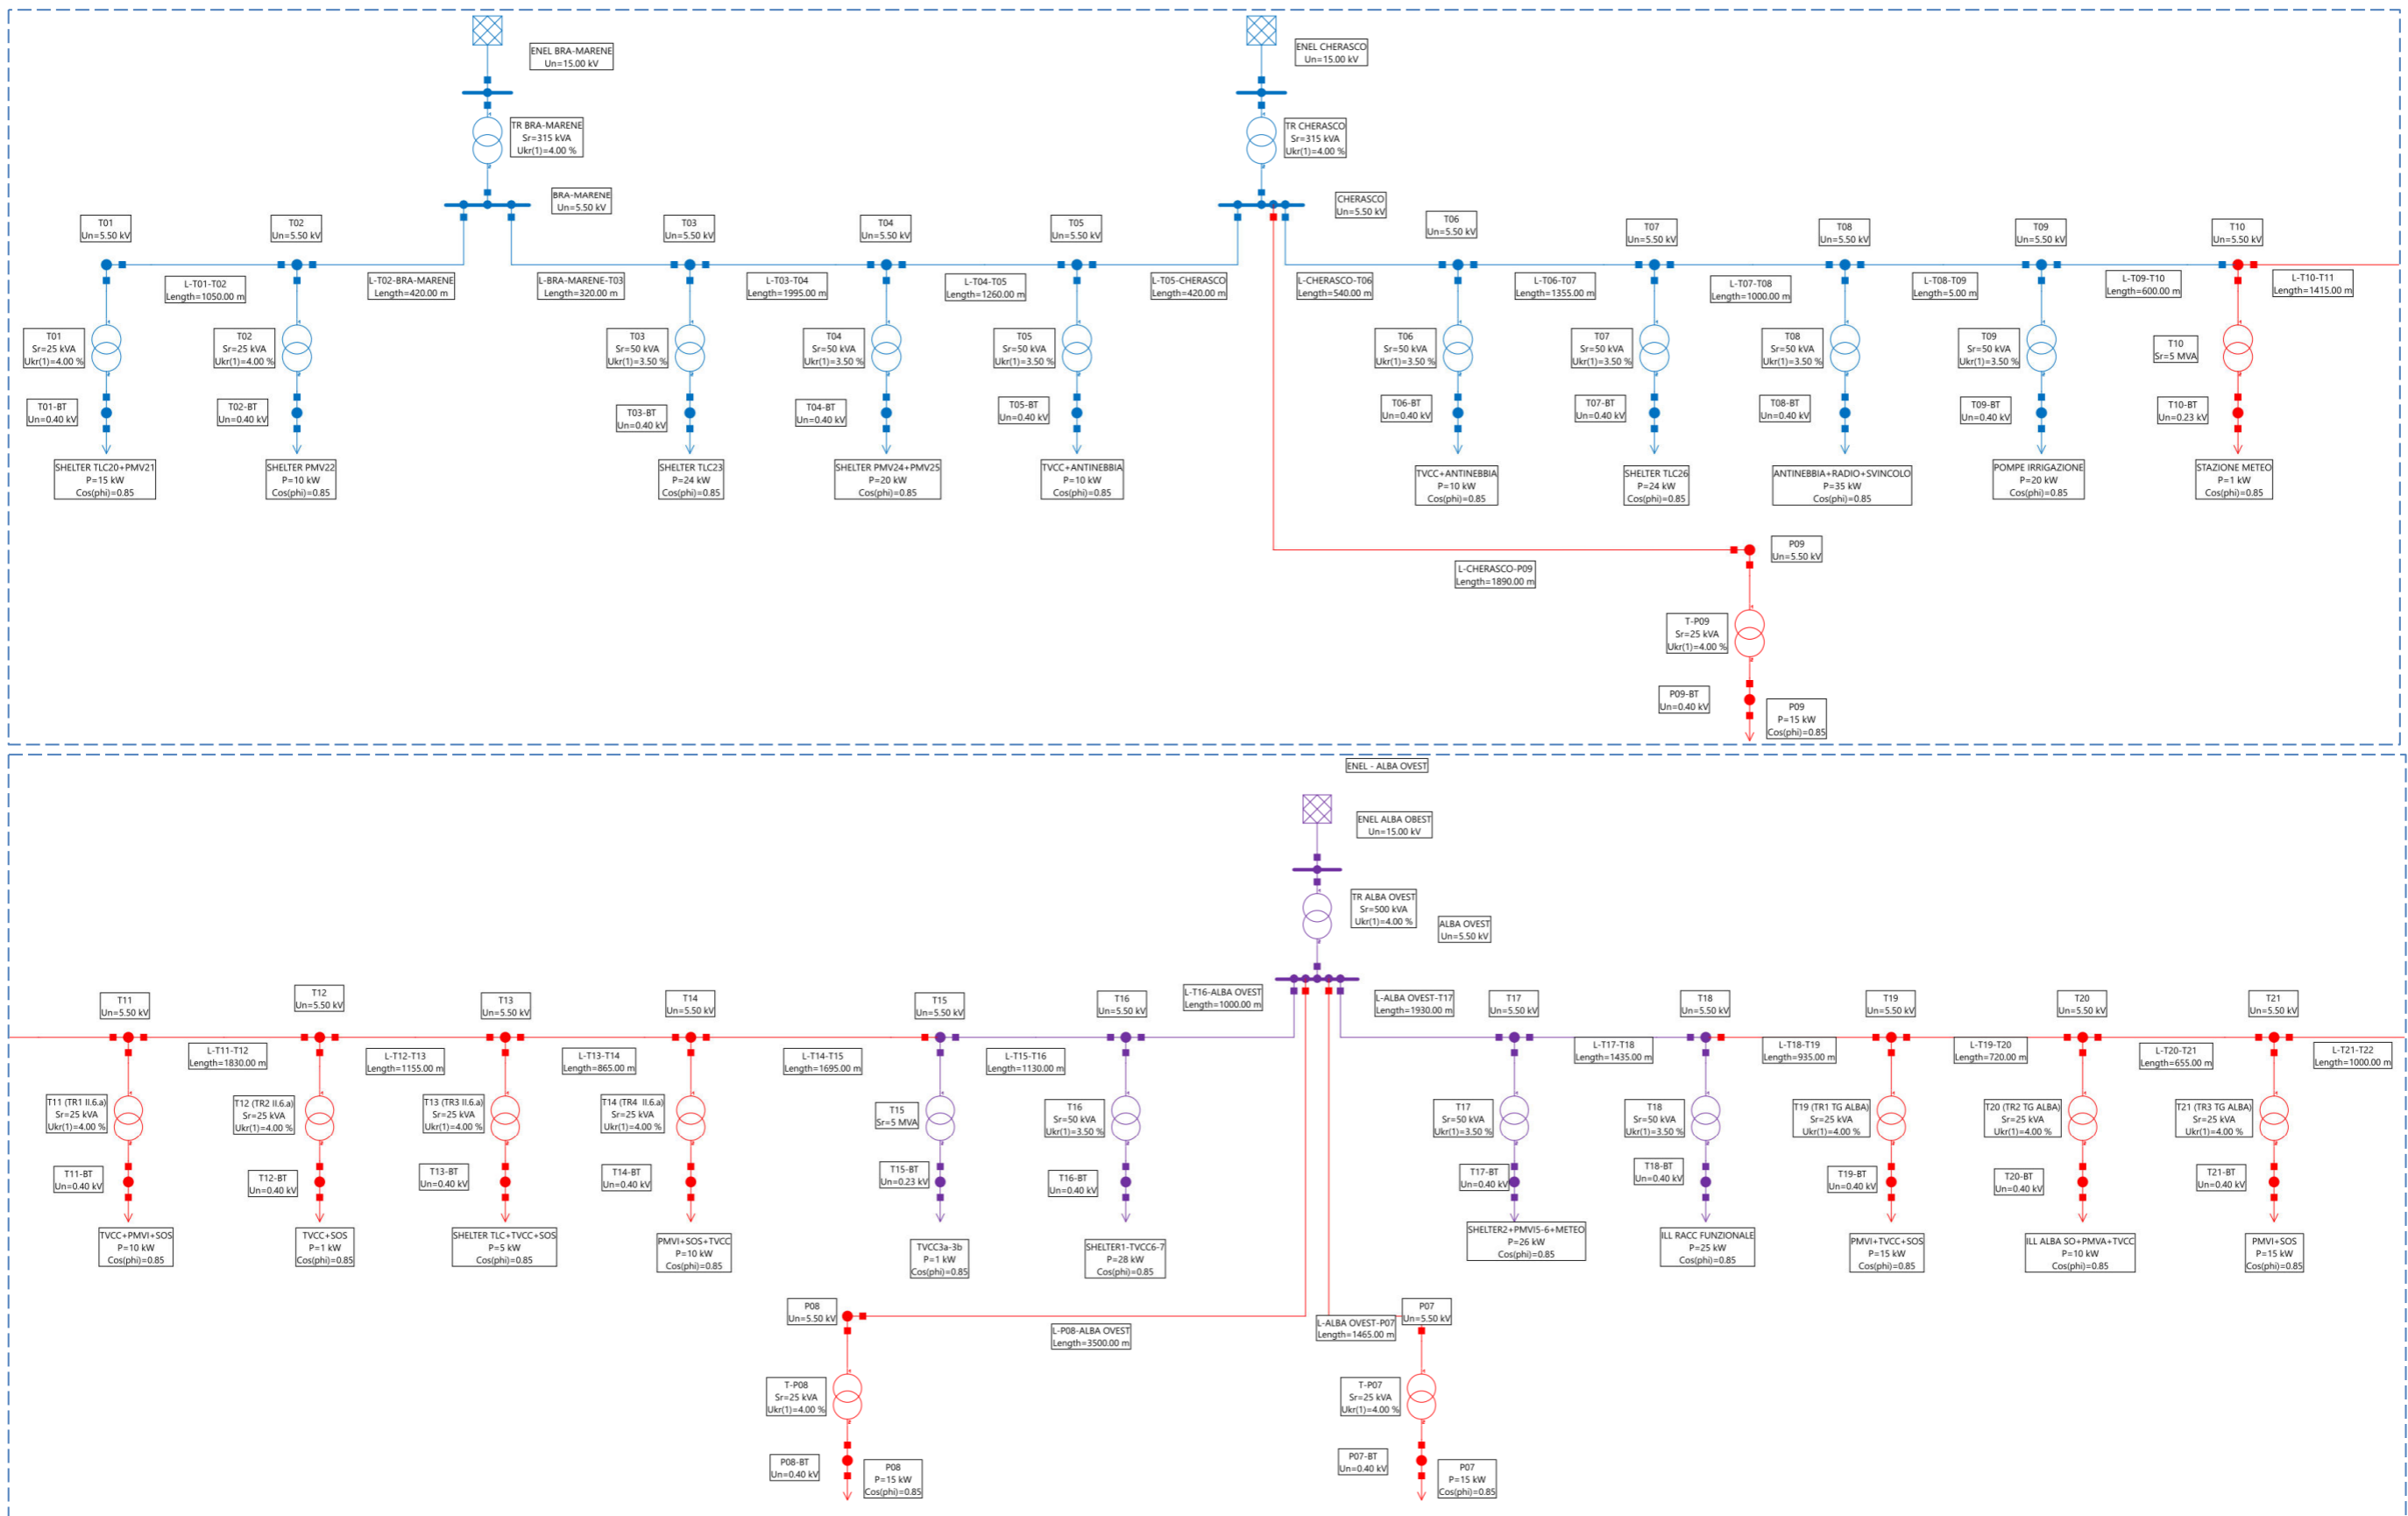 ENEL BRA-MARENE
Un=15.00 kV
ENEL CHERASCO
Un=15.00 kV
TR BRA-MARENE
Sr=315 kVA
Ukr(1)=4.00 %
TR CHERASCO
Sr=315 kVA
Ukr(1)=4.00 %
BRA-MARENE
Un=5.50 kV
CHERASCO
Un=5.50 kV
T01
Un=5.50 kV
T02
Un=5.50 kV
T03
Un=5.50 kV
T04
Un=5.50 kV
T05
Un=5.50 kV
T06
Un=5.50 kV
T07
Un=5.50 kV
T08
Un=5.50 kV
T09
Un=5.50 kV
T10
Un=5.50 kV
L-T01-T02
Length=1050.00 m
L-T02-BRA-MARENE
Length=420.00 m
L-BRA-MARENE-T03
Length=320.00 m
L-T03-T04
Length=1995.00 m
L-T04-T05
Length=1260.00 m
L-T05-CHERASCO
Length=420.00 m
L-CHERASCO-T06
Length=540.00 m
L-T06-T07
Length=1355.00 m
L-T07-T08
Length=1000.00 m
L-T08-T09
Length=5.00 m
L-T09-T10
Length=600.00 m
L-T10-T11
Length=1415.00 m
T01
Sr=25 kVA
Ukr(1)=4.00 %
T02
Sr=25 kVA
Ukr(1)=4.00 %
T03
Sr=50 kVA
Ukr(1)=3.50 %
T04
Sr=50 kVA
Ukr(1)=3.50 %
T05
Sr=50 kVA
Ukr(1)=3.50 %
T06
Sr=50 kVA
Ukr(1)=3.50 %
T07
Sr=50 kVA
Ukr(1)=3.50 %
T08
Sr=50 kVA
Ukr(1)=3.50 %
T09
Sr=50 kVA
Ukr(1)=3.50 %
T10
Sr=5 MVA
T01-BT
Un=0.40 kV
T02-BT
Un=0.40 kV
T03-BT
Un=0.40 kV
T04-BT
Un=0.40 kV
T05-BT
Un=0.40 kV
T06-BT
Un=0.40 kV
T07-BT
Un=0.40 kV
T08-BT
Un=0.40 kV
T09-BT
Un=0.40 kV
T10-BT
Un=0.23 kV
SHELTER TLC20+PMV21
P=15 kW
Cos(phi)=0.85
SHELTER PMV22
P=10 kW
Cos(phi)=0.85
SHELTER TLC23
P=24 kW
Cos(phi)=0.85
SHELTER PMV24+PMV25
P=20 kW
Cos(phi)=0.85
TVCC+ANTINEBBIA
P=10 kW
Cos(phi)=0.85
TVCC+ANTINEBBIA
P=10 kW
Cos(phi)=0.85
SHELTER TLC26
P=24 kW
Cos(phi)=0.85
ANTINEBBIA+RADIO+SVINCOLO
P=35 kW
Cos(phi)=0.85
POMPE IRRIGAZIONE
P=20 kW
Cos(phi)=0.85
STAZIONE METEO
P=1 kW
Cos(phi)=0.85
P09
Un=5.50 kV
L-CHERASCO-P09
Length=1890.00 m
T-P09
Sr=25 kVA
Ukr(1)=4.00 %
P09-BT
Un=0.40 kV
P09
P=15 kW
Cos(phi)=0.85
ENEL - ALBA OVEST
ENEL ALBA OBEST
Un=15.00 kV
TR ALBA OVEST
Sr=500 kVA
Ukr(1)=4.00 %
ALBA OVEST
Un=5.50 kV
L-T16-ALBA OVEST
Length=1000.00 m
L-ALBA OVEST-T17
Length=1930.00 m
T11
Un=5.50 kV
T12
Un=5.50 kV
T13
Un=5.50 kV
T14
Un=5.50 kV
T15
Un=5.50 kV
T16
Un=5.50 kV
T17
Un=5.50 kV
T18
Un=5.50 kV
T19
Un=5.50 kV
T20
Un=5.50 kV
T21
Un=5.50 kV
L-T11-T12
Length=1830.00 m
L-T12-T13
Length=1155.00 m
L-T13-T14
Length=865.00 m
L-T14-T15
Length=1695.00 m
L-T15-T16
Length=1130.00 m
L-T17-T18
Length=1435.00 m
L-T18-T19
Length=935.00 m
L-T19-T20
Length=720.00 m
L-T20-T21
Length=655.00 m
L-T21-T22
Length=1000.00 m
T11 (TR1 II.6.a)
Sr=25 kVA
Ukr(1)=4.00 %
T12 (TR2 II.6.a)
Sr=25 kVA
Ukr(1)=4.00 %
T13 (TR3 II.6.a)
Sr=25 kVA
Ukr(1)=4.00 %
T14 (TR4 II.6.a)
Sr=25 kVA
Ukr(1)=4.00 %
T15
Sr=5 MVA
T16
Sr=50 kVA
Ukr(1)=3.50 %
T17
Sr=50 kVA
Ukr(1)=3.50 %
T18
Sr=50 kVA
Ukr(1)=3.50 %
T19 (TR1 TG ALBA)
Sr=25 kVA
Ukr(1)=4.00 %
T20 (TR2 TG ALBA)
Sr=25 kVA
Ukr(1)=4.00 %
T21 (TR3 TG ALBA)
Sr=25 kVA
Ukr(1)=4.00 %
T11-BT
Un=0.40 kV
T12-BT
Un=0.40 kV
T13-BT
Un=0.40 kV
T14-BT
Un=0.40 kV
T15-BT
Un=0.23 kV
T16-BT
Un=0.40 kV
T17-BT
Un=0.40 kV
T18-BT
Un=0.40 kV
T19-BT
Un=0.40 kV
T20-BT
Un=0.40 kV
T21-BT
Un=0.40 kV
TVCC+PMVI+SOS
P=10 kW
Cos(phi)=0.85
TVCC+SOS
P=1 kW
Cos(phi)=0.85
SHELTER TLC+TVCC+SOS
P=5 kW
Cos(phi)=0.85
PMVI+SOS+TVCC
P=10 kW
Cos(phi)=0.85
TVCC3a-3b
P=1 kW
Cos(phi)=0.85
SHELTER1-TVCC6-7
P=28 kW
Cos(phi)=0.85
SHELTER2+PMVI5-6+METEO
P=26 kW
Cos(phi)=0.85
ILL RACC FUNZIONALE
P=25 kW
Cos(phi)=0.85
PMVI+TVCC+SOS
P=15 kW
Cos(phi)=0.85
ILL ALBA SO+PMVA+TVCC
P=10 kW
Cos(phi)=0.85
PMVI+SOS
P=15 kW
Cos(phi)=0.85
P08
Un=5.50 kV
L-P08-ALBA OVEST
Length=3500.00 m
L-ALBA OVEST-P07
Length=1465.00 m
P07
Un=5.50 kV
T-P08
Sr=25 kVA
Ukr(1)=4.00 %
T-P07
Sr=25 kVA
Ukr(1)=4.00 %
P08-BT
Un=0.40 kV
P08
P=15 kW
Cos(phi)=0.85
P07-BT
Un=0.40 kV
P07
P=15 kW
Cos(phi)=0.85